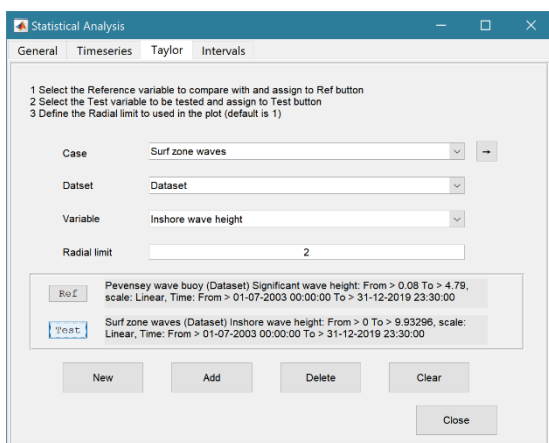 Statistical Analysis
General Timeseries Taylor Intervals
1 Select the Reference variable to compare with and assign to Ref button
2 Select the Test variable to be tested and assign to Test button
3 Define the Radial limit to used in the plot (default is 1)
Case Surf zone waves →
Datset Dataset
Variable Inshore wave height
Radial limit 2
Ref Pevensey wave buoy (Dataset) Significant wave height: From > 0.08 To > 4.79,
scale: Linear, Time: From > 01-07-2003 00:00:00 To > 31-12-2019 23:30:00
Test Surf zone waves (Dataset) Inshore wave height: From > 0 To > 9.93296, scale:
Linear, Time: From > 01-07-2003 00:00:00 To > 31-12-2019 23:30:00
New Add Delete Clear
Close